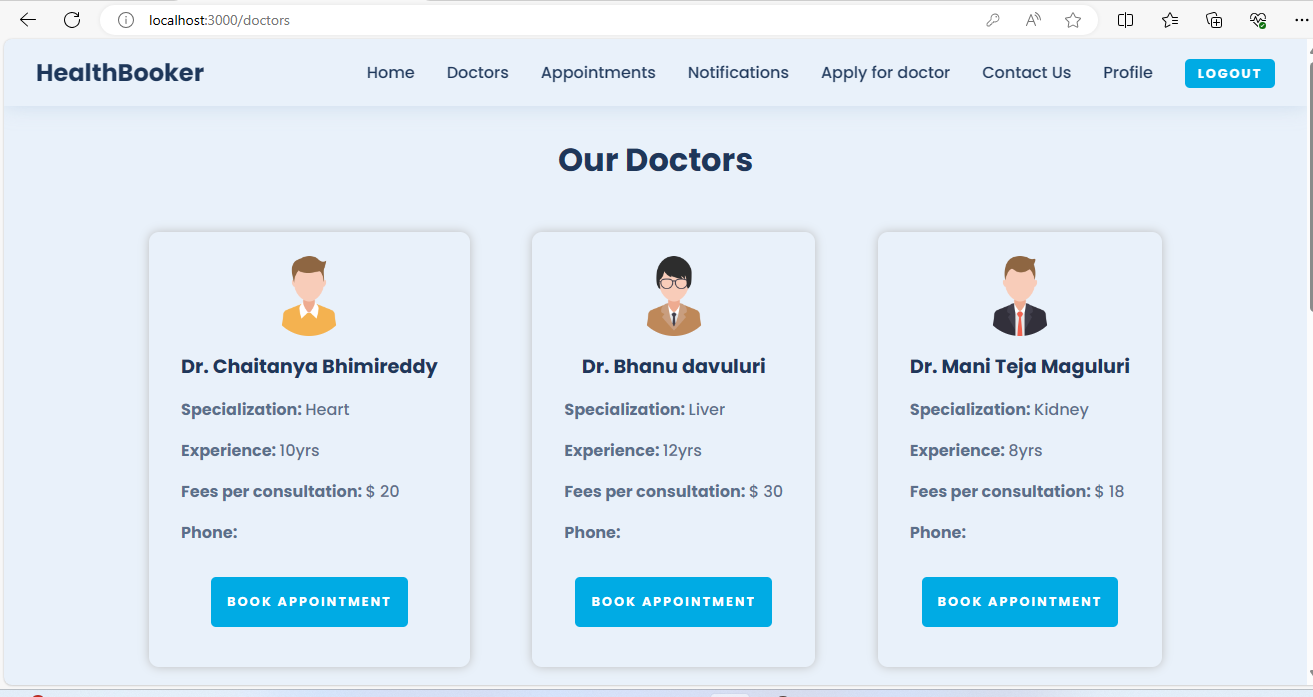 localhost:3000/doctors
HealthBooker
Home
Doctors
Appointments
Notifications
Apply for doctor
Contact Us
Profile
LOGOUT
Our Doctors
Dr. Chaitanya Bhimireddy
Specialization: Heart
Experience: 10yrs
Fees per consultation: $ 20
Phone:
BOOK APPOINTMENT
Dr. Bhanu davuluri
Specialization: Liver
Experience: 12yrs
Fees per consultation: $ 30
Phone:
BOOK APPOINTMENT
Dr. Mani Teja Maguluri
Specialization: Kidney
Experience: 8yrs
Fees per consultation: $ 18
Phone:
BOOK APPOINTMENT